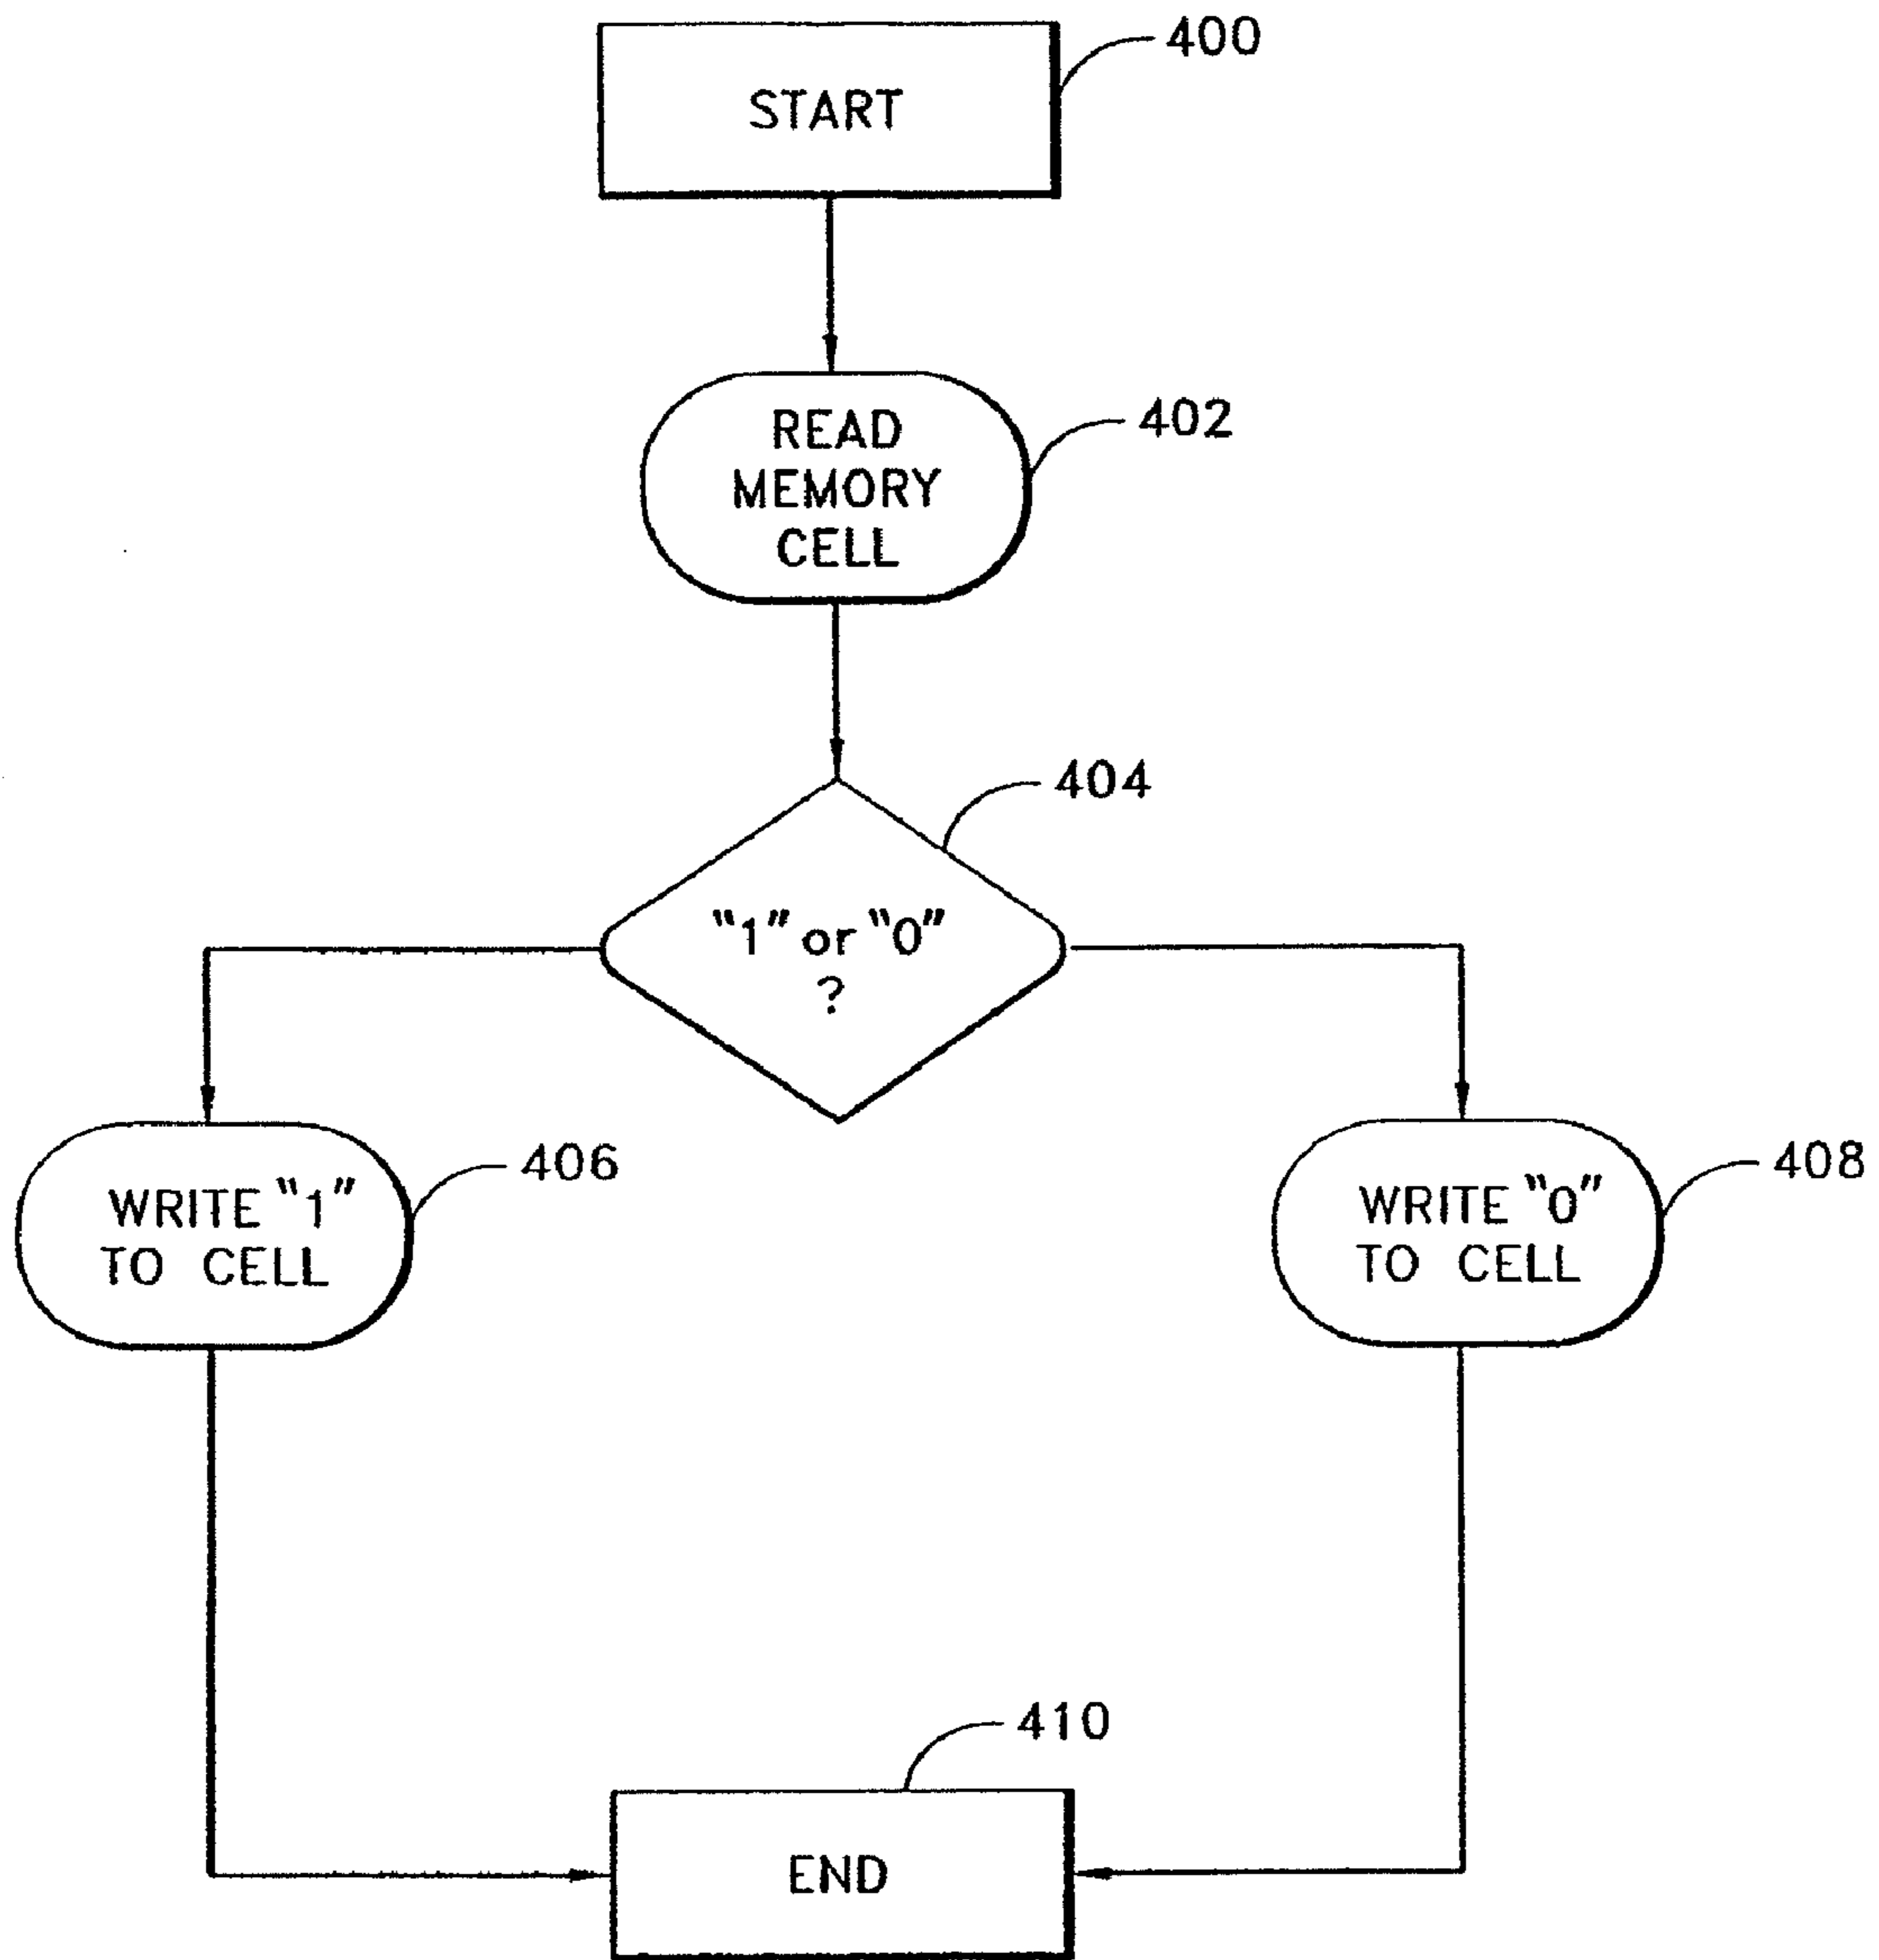 400
START
402
READ
MEMORY
CELL
404
"1" or "0"
?
406
WRITE "1"
TO CELL
408
WRITE "0"
TO CELL
410
END